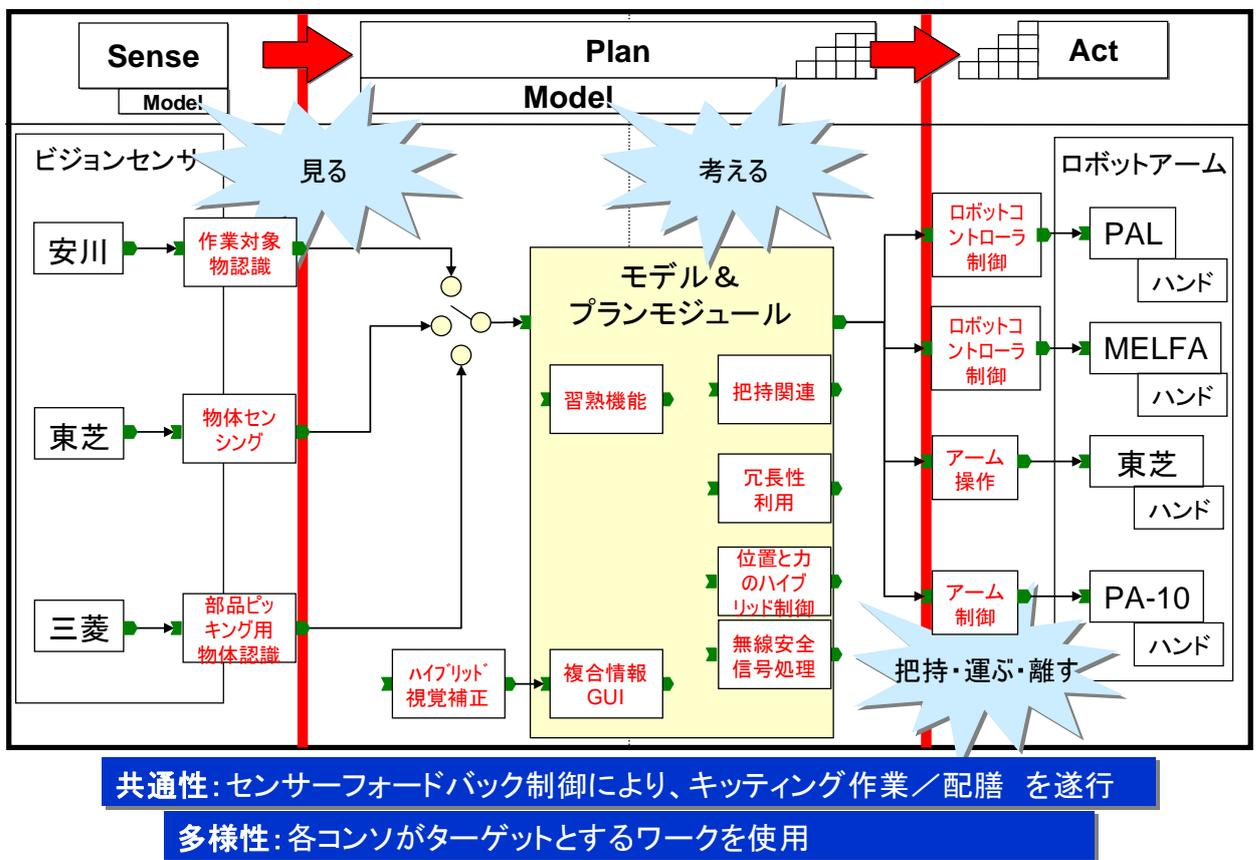 Sense
Model
Plan
Model
Act
ビジョンセンサ
見る
考える
ロボットアーム
安川
作業対象
物認識
東芝
物体セン
シング
三菱
部品ピッ
キング用
物体認識
モデル＆
プランモジュール
習熟機能
把持関連
冗長性
利用
位置と力
のハイブ
リッド制御
無線安全
信号処理
ﾊｲﾌﾞﾘｯﾄﾞ
視覚補正
複合情報
GUI
ロボットコ
ントローラ
制御
PAL
ハンド
ロボットコ
ントローラ
制御
MELFA
ハンド
アーム
操作
東芝
ハンド
アーム
制御
PA-10
ハンド
把持・運ぶ・離す
共通性：センサーフォードバック制御により、キッティング作業／配膳　を遂行
多様性：各コンソがターゲットとするワークを使用